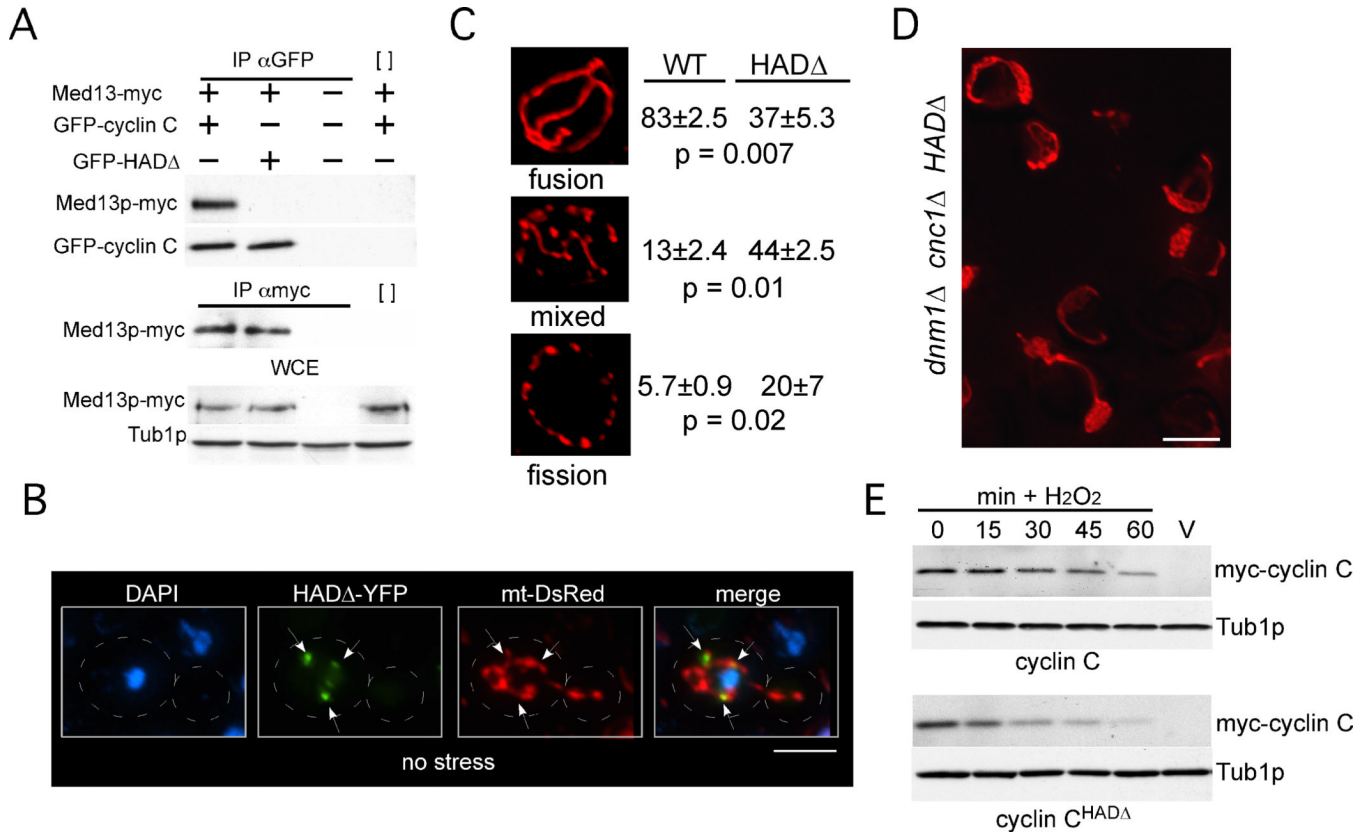 A
IP αGFP [ ]
Med13-myc + + − +
GFP-cyclin C + − − +
GFP-HADΔ − + − −
Med13p-myc
GFP-cyclin C
IP αmyc [ ]
Med13p-myc
WCE
Med13p-myc
Tub1p
B
DAPI HADΔ-YFP mt-DsRed merge
no stress
C
WT HADΔ
83±2.5 37±5.3
p = 0.007
fusion
13±2.4 44±2.5
p = 0.01
mixed
5.7±0.9 20±7
p = 0.02
fission
D
dnm1Δ cnc1Δ HADΔ
E
min + H₂O₂
0 15 30 45 60 V
myc-cyclin C
Tub1p
cyclin C
myc-cyclin C
Tub1p
cyclin C^HADΔ